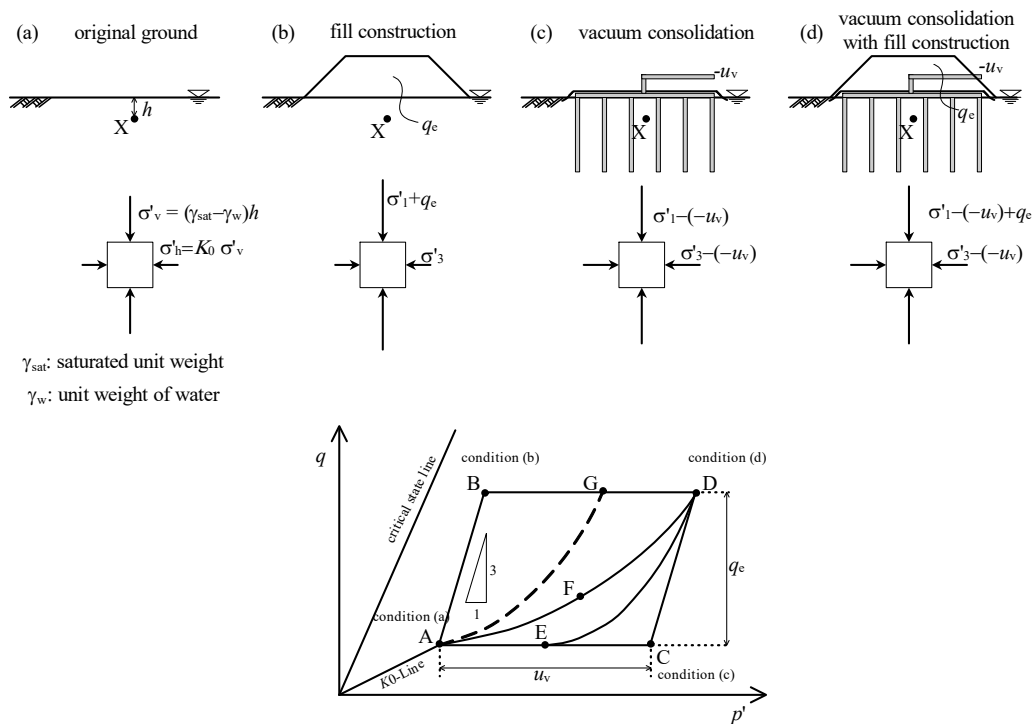 (a) original ground
(b) fill construction
(c) vacuum consolidation
(d) vacuum consolidation
with fill construction
h
X
qe
X
-uv
X
-uv
qe
X
σ'v = (γsat−γw)h
σ'h=K0 σ'v
σ'1+qe
σ'3
σ'1−(−uv)
σ'3−(−uv)
σ'1−(−uv)+qe
σ'3−(−uv)
γsat: saturated unit weight
γw: unit weight of water
q
critical state line
condition (b)
B
G
condition (d)
D
3
1
qe
F
condition (a)
A
E
C
K0-Line
uv
condition (c)
p'